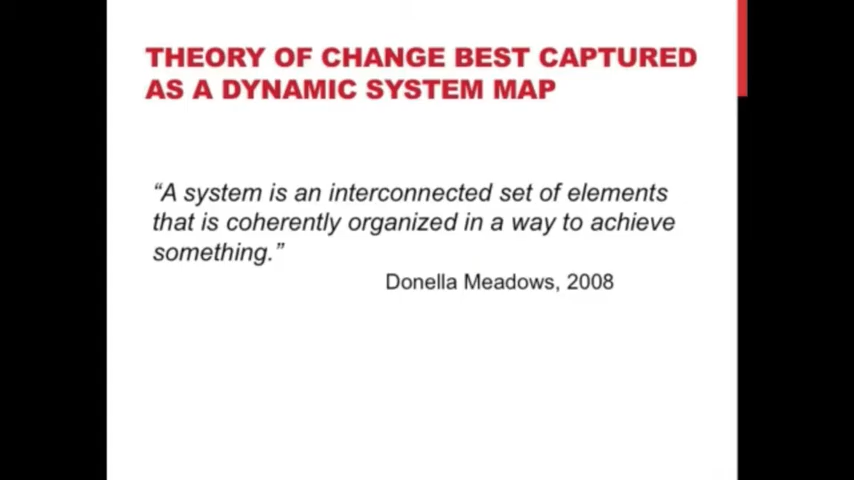 THEORY OF CHANGE BEST CAPTURED
AS A DYNAMIC SYSTEM MAP
“A system is an interconnected set of elements
that is coherently organized in a way to achieve
something.”
Donella Meadows, 2008